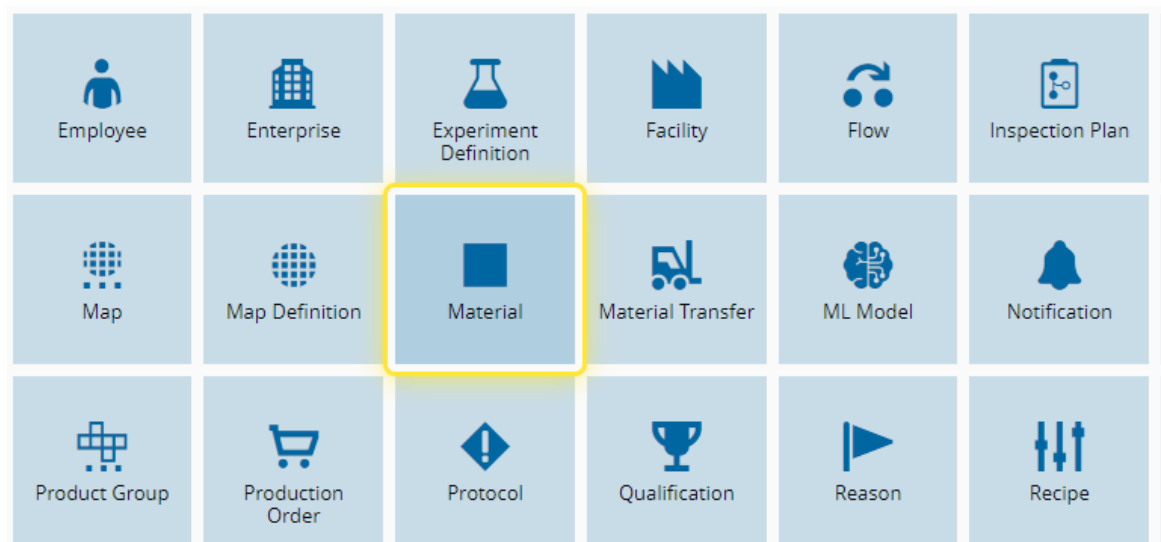 Employee
Enterprise
Experiment
Definition
Facility
Flow
Inspection Plan
Map
Map Definition
Material
Material Transfer
ML Model
Notification
Product Group
Production
Order
Protocol
Qualification
Reason
Recipe